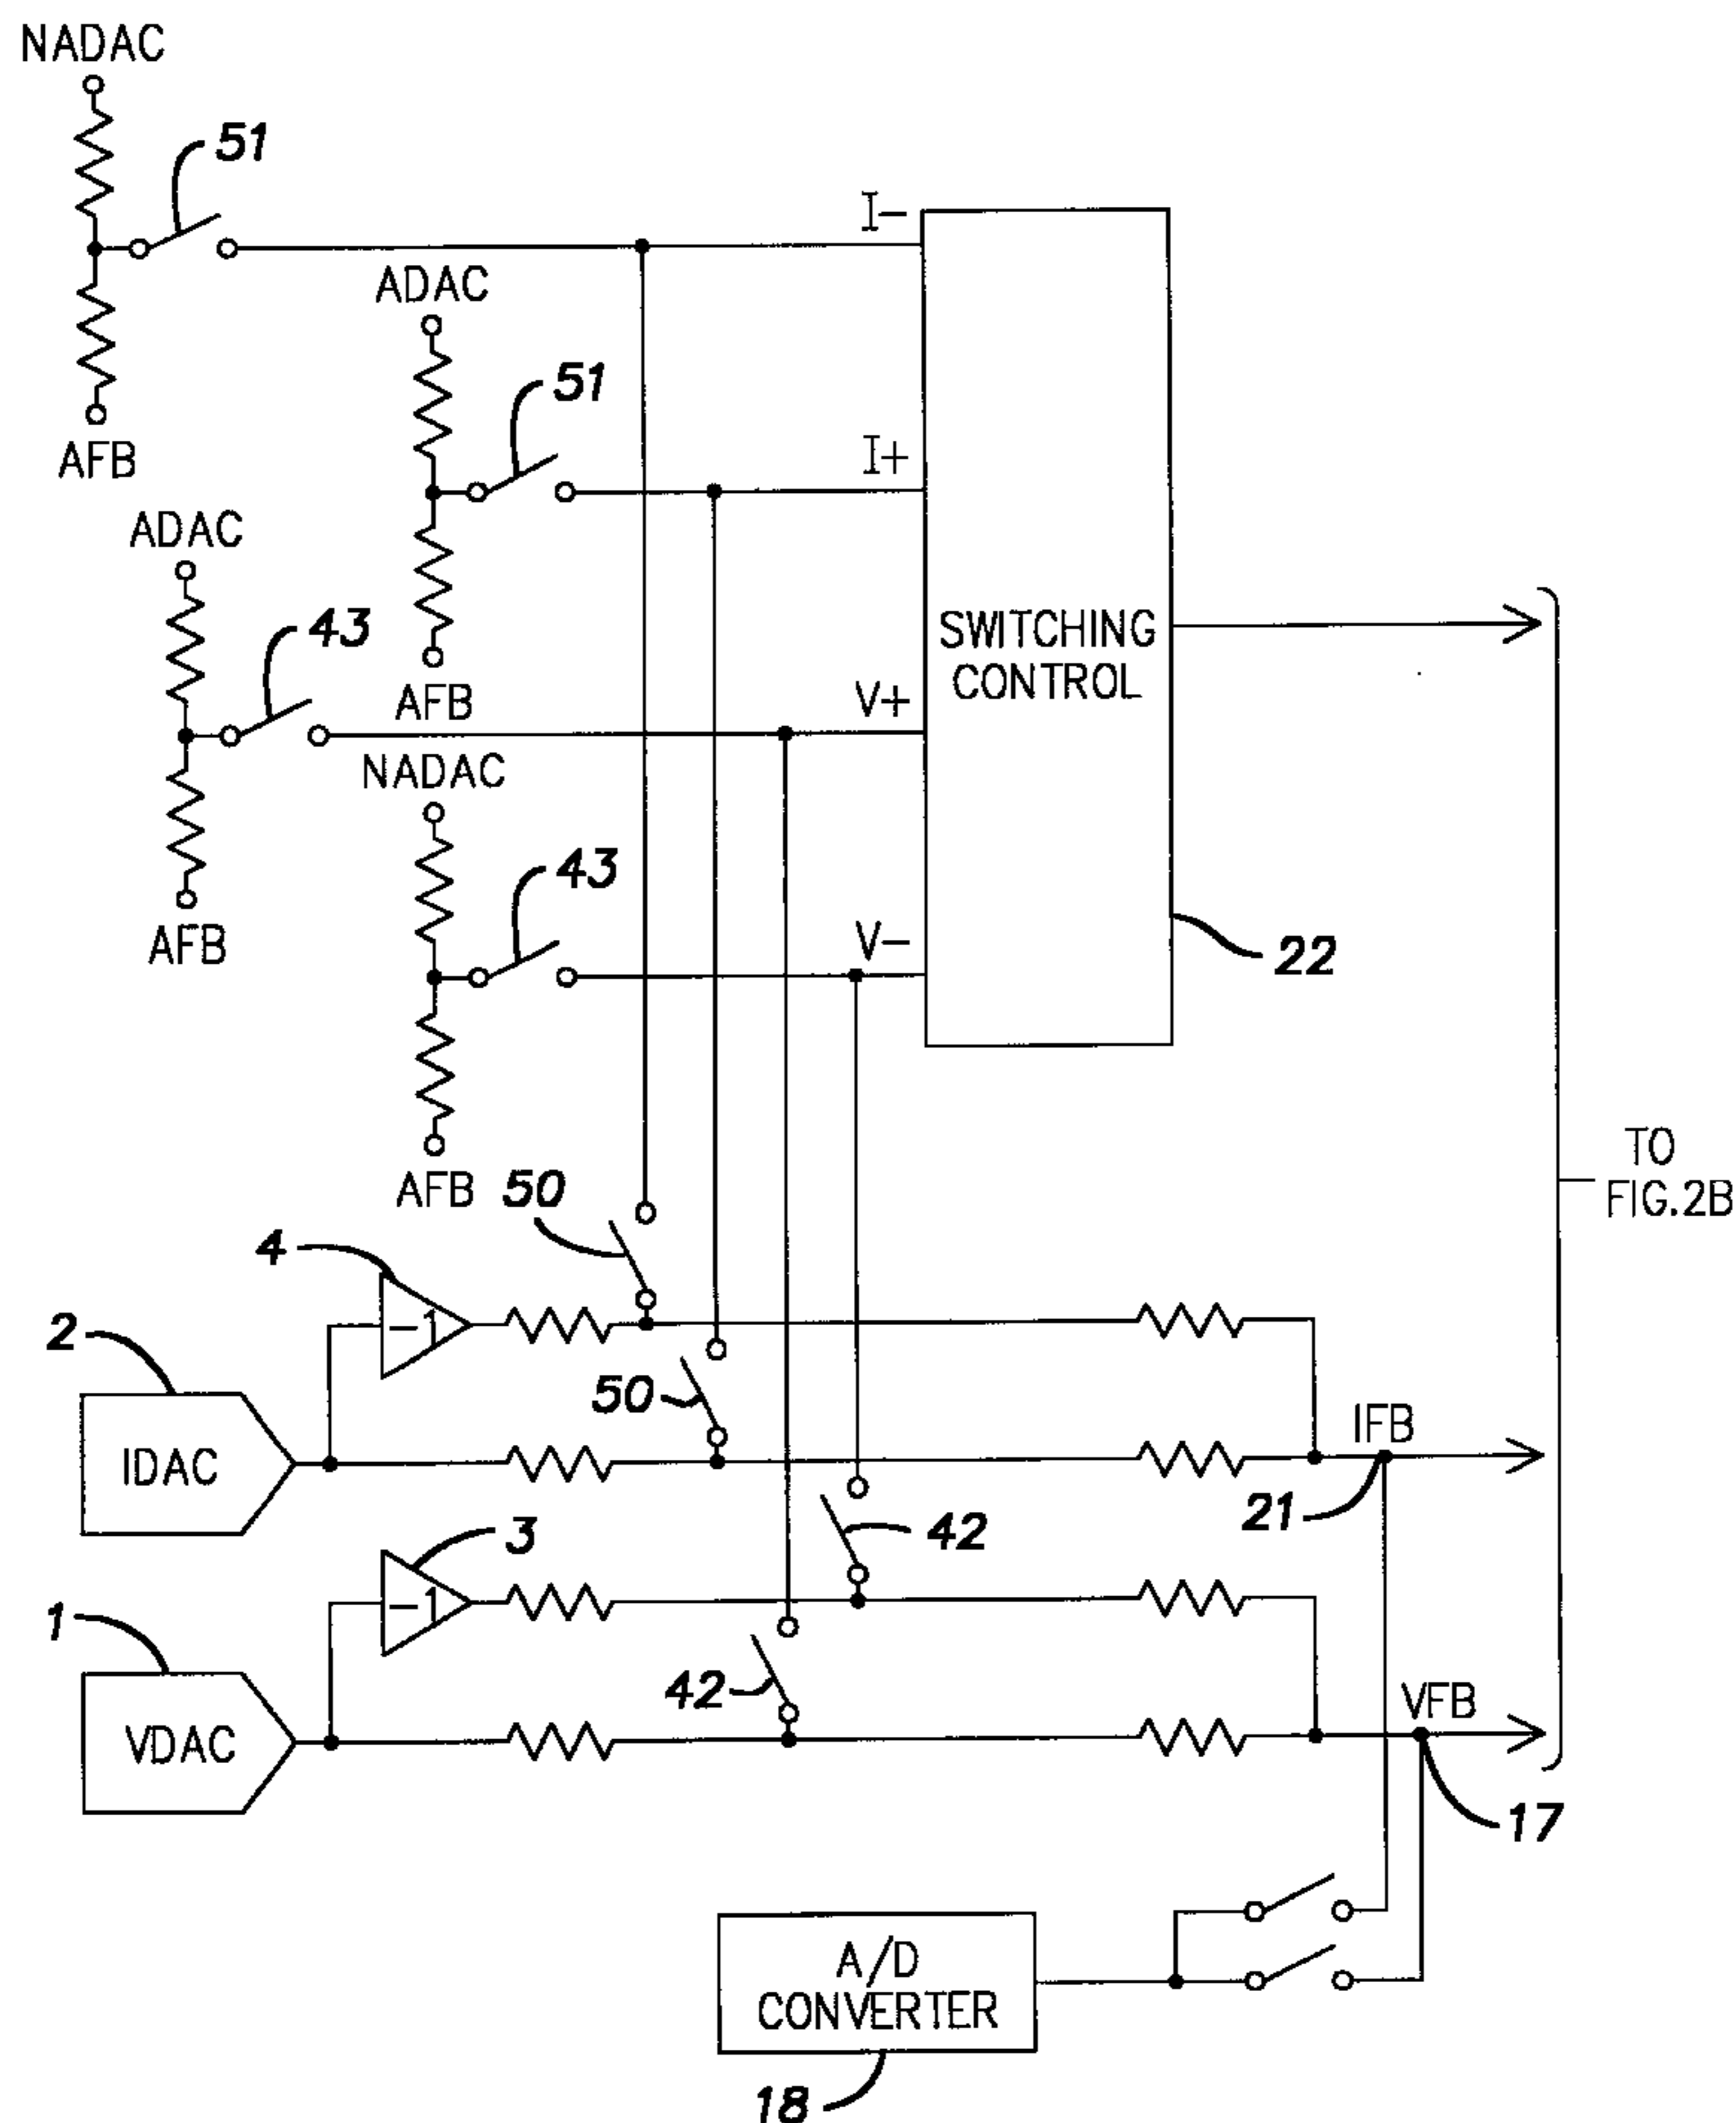 NADAC
51
I-
ADAC
AFB
51
I+
ADAC
43
SWITCHING
CONTROL
AFB
V+
NADAC
43
AFB
V-
22
TO
FIG.2B
AFB
50
4
-1
2
50
IFB
IDAC
21
42
3
-1
1
42
VFB
VDAC
17
A/D
CONVERTER
18